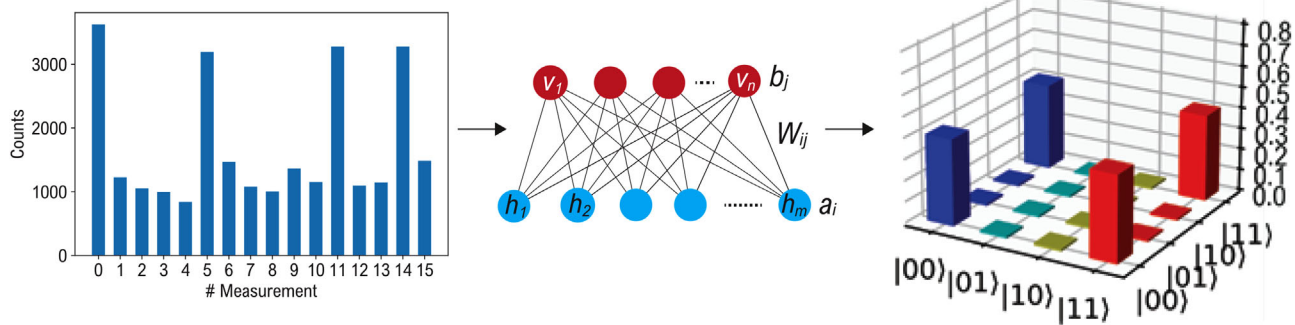 3000
2000
1000
0
Counts
0 1 2 3 4 5 6 7 8 9 10 11 12 13 14 15
# Measurement
v1 vn bj
Wij
h1 h2 hm ai
0.8
0.7
0.6
0.5
0.4
0.3
0.2
0.1
0.0
|00⟩ |01⟩ |10⟩ |11⟩
|00⟩ |01⟩ |10⟩ |11⟩